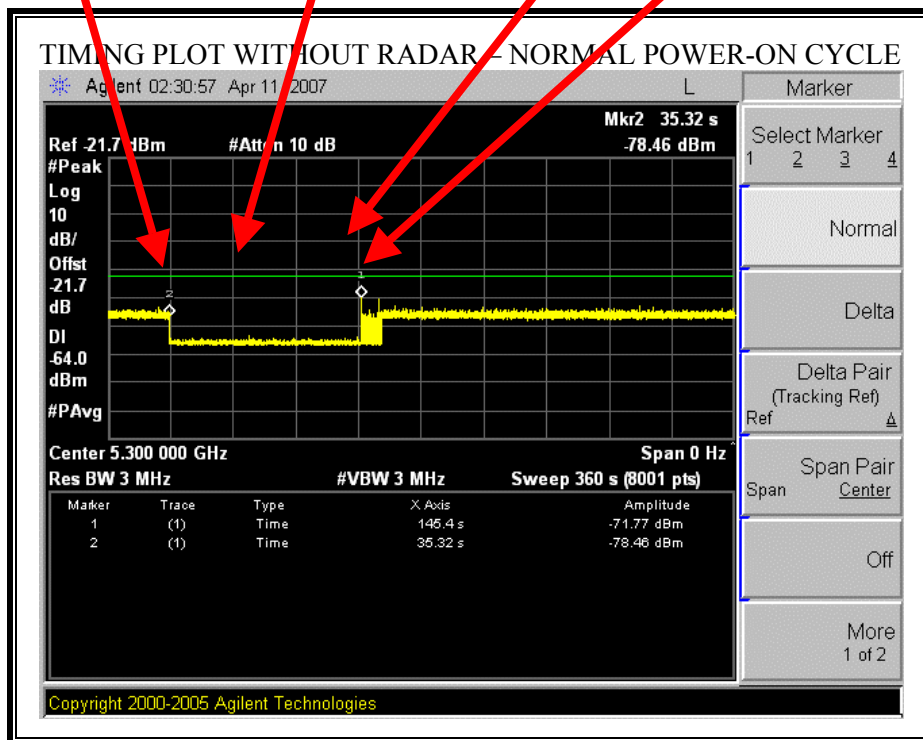 TIMING PLOT WITHOUT RADAR – NORMAL POWER-ON CYCLE
Agilent 02:30:57 Apr 11 2007 L
Marker
Mkr2 35.32 s
Ref -21.7 dBm #Atten 10 dB -78.46 dBm
#Peak
Log
10
dB/
Offst
-21.7
dB
DI
-64.0
dBm
#PAvg
1
2
Center 5.300 000 GHz Span 0 Hz
Res BW 3 MHz #VBW 3 MHz Sweep 360 s (8001 pts)
Marker Trace Type X Axis Amplitude
1 (1) Time 145.4 s -71.77 dBm
2 (1) Time 35.32 s -78.46 dBm
Select Marker
1 2 3 4
Normal
Delta
Delta Pair
(Tracking Ref)
Ref Δ
Span Pair
Span Center
Off
More
1 of 2
Copyright 2000-2005 Agilent Technologies